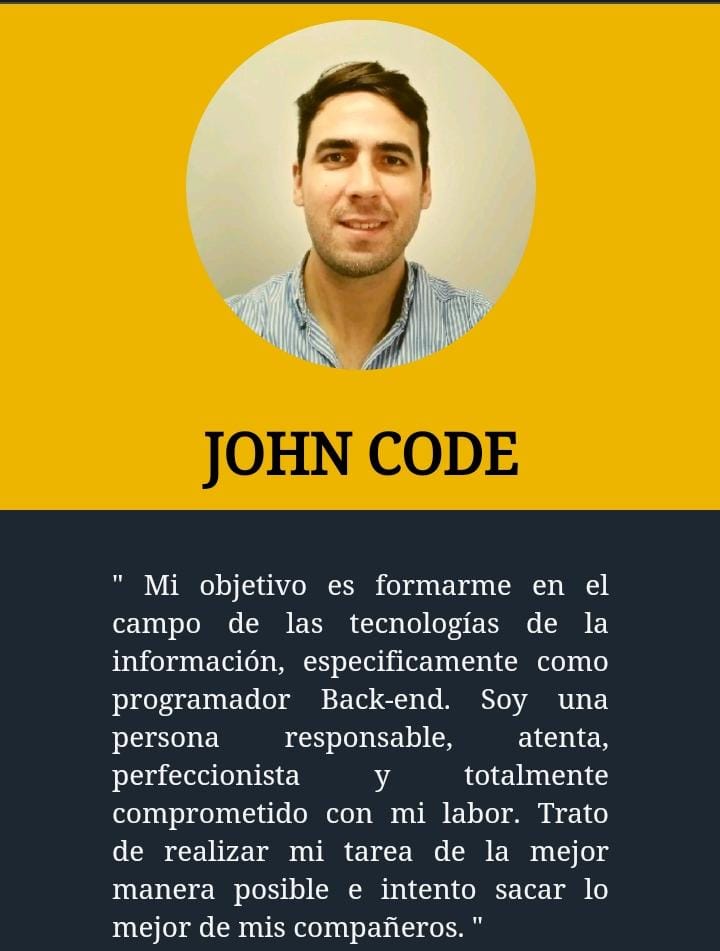 JOHN CODE
" Mi objetivo es formarme en el
campo de las tecnologías de la
información, especificamente como
programador Back-end. Soy una
persona responsable, atenta,
perfeccionista y totalmente
comprometido con mi labor. Trato
de realizar mi tarea de la mejor
manera posible e intento sacar lo
mejor de mis compañeros. "